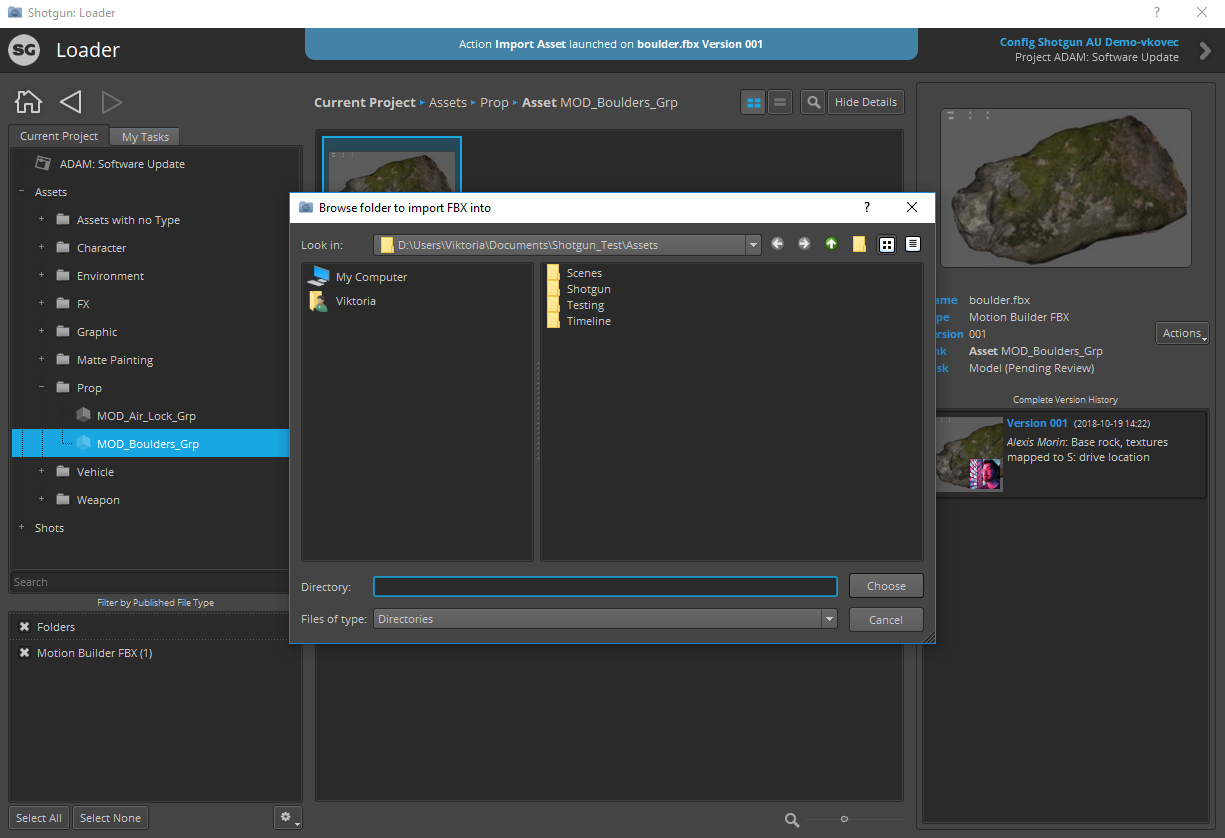 Shotgun: Loader
?
SG
Loader
Action Import Asset launched on boulder.fbx Version 001
Config Shotgun AU Demo-vkovec
Project ADAM: Software Update
Current Project
My Tasks
ADAM: Software Update
Assets
Assets with no Type
Character
Environment
FX
Graphic
Matte Painting
Prop
MOD_Air_Lock_Grp
MOD_Boulders_Grp
Vehicle
Weapon
Shots
Search
Filter by Published File Type
Folders
Motion Builder FBX (1)
Select All
Select None
Current Project ▸ Assets ▸ Prop ▸ Asset MOD_Boulders_Grp
Hide Details
Browse folder to import FBX into
?
Look in:
D:\Users\Viktoria\Documents\Shotgun_Test\Assets
My Computer
Viktoria
Scenes
Shotgun
Testing
Timeline
Directory:
Choose
Files of type:
Directories
Cancel
ame boulder.fbx
pe Motion Builder FBX
rsion 001
nk Asset MOD_Boulders_Grp
sk Model (Pending Review)
Actions
Complete Version History
Version 001 (2018-10-19 14:22)
Alexis Morin: Base rock, textures
mapped to S: drive location